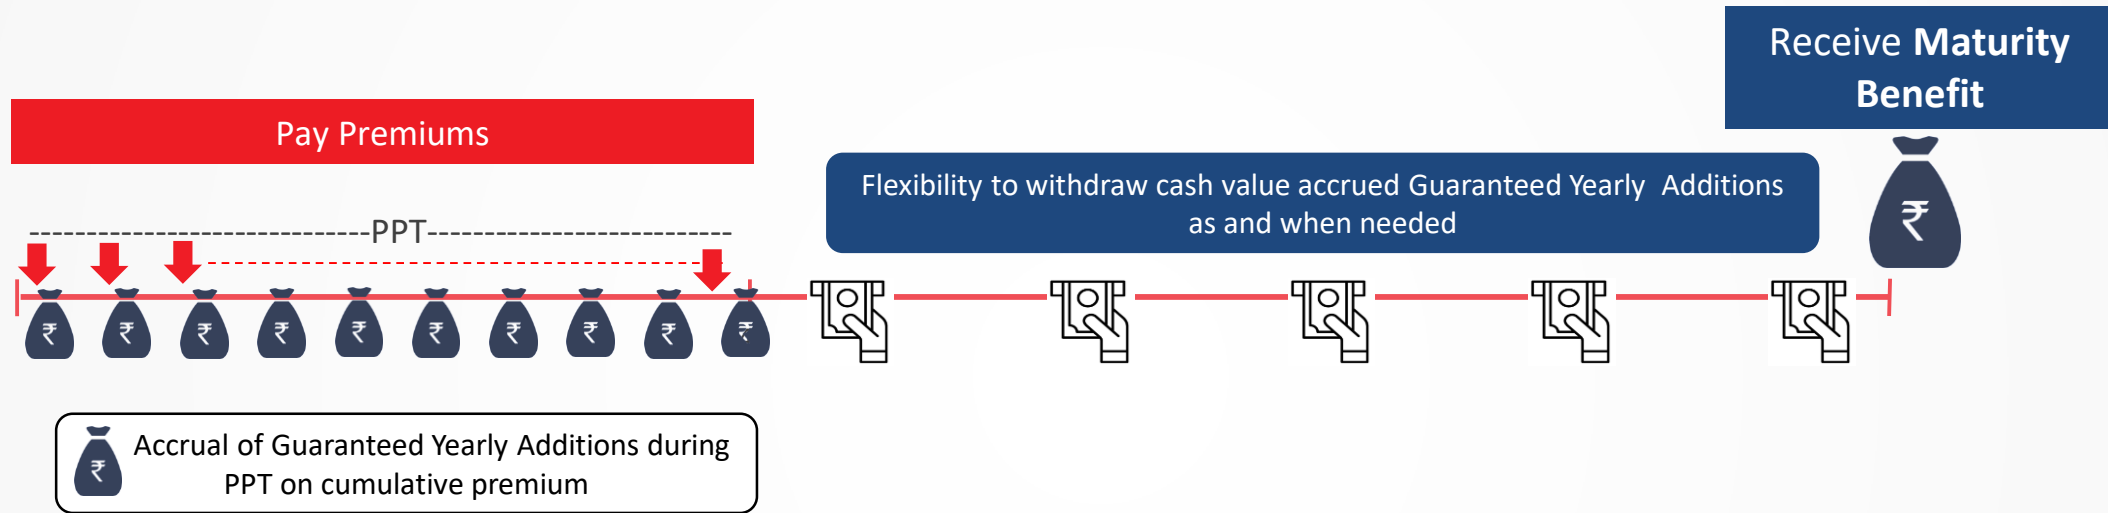 Receive Maturity
Benefit
Pay Premiums
Flexibility to withdraw cash value accrued Guaranteed Yearly Additions
as and when needed
₹
------------------------------PPT---------------------------
₹ ₹ ₹ ₹ ₹ ₹ ₹ ₹ ₹ ₹
₹
Accrual of Guaranteed Yearly Additions during
PPT on cumulative premium